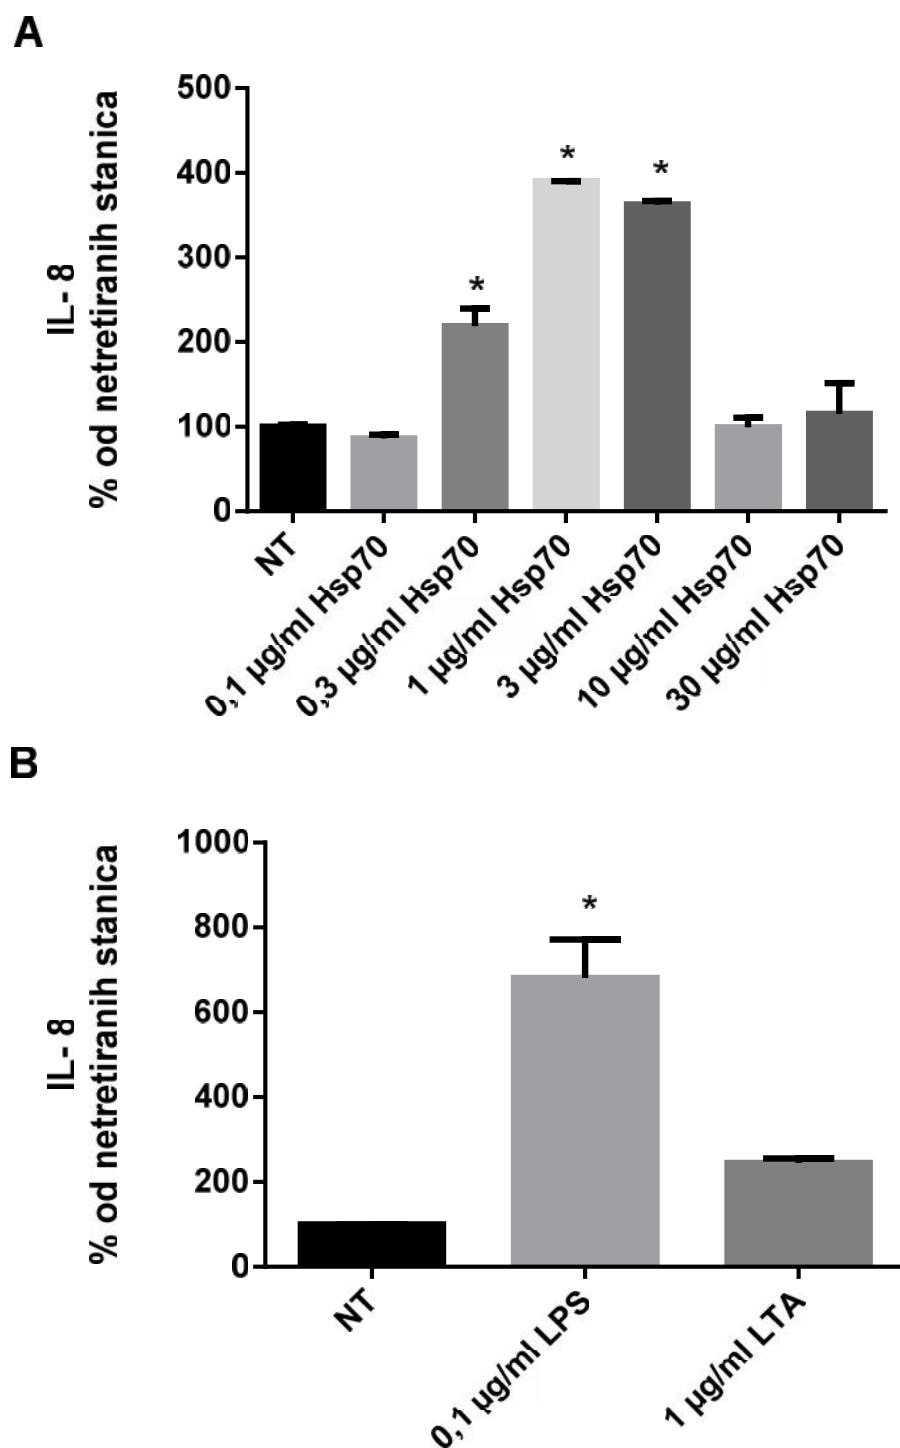 A
IL- 8
% od netretiranih stanica
500
400
300
200
100
0
*
*
*
NT
0,1 µg/ml Hsp70
0,3 µg/ml Hsp70
1 µg/ml Hsp70
3 µg/ml Hsp70
10 µg/ml Hsp70
30 µg/ml Hsp70
B
IL- 8
% od netretiranih stanica
1000
800
600
400
200
0
*
NT
0,1 µg/ml LPS
1 µg/ml LTA